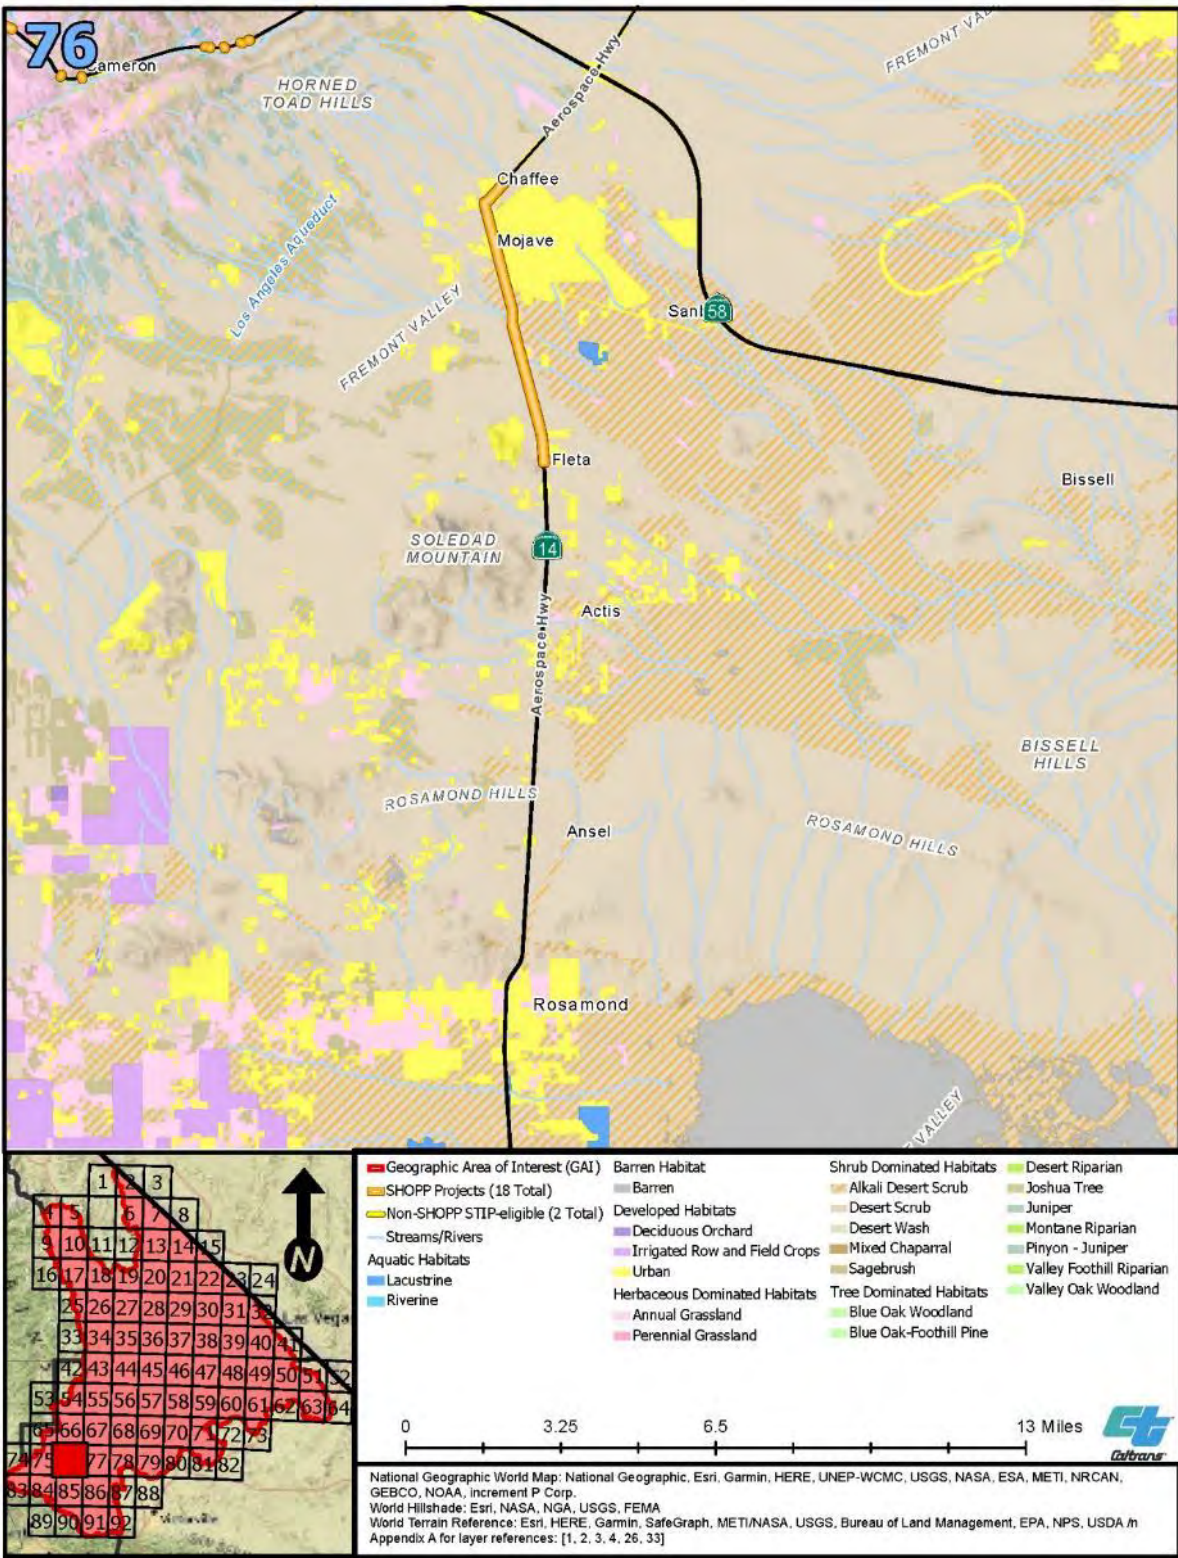 76
Cameron
HORNED
TOAD HILLS
Aerospace Hwy
FREMONT
Chaffee
Mojave
Los Angeles Aqueduct
FREMONT VALLEY
58
Fleta
Bissell
SOLEDAD
MOUNTAIN
14
Actis
Aerospace Hwy
BISSELL
HILLS
ROSAMOND HILLS
Ansel
ROSAMOND HILLS
Rosamond
VALLEY
1 2 3
4 5 6 7 8
9 10 11 12 13 14 15
16 17 18 19 20 21 22 23 24
25 26 27 28 29 30 31 32
33 34 35 36 37 38 39 40 41
42 43 44 45 46 47 48 49 50 51 52
53 54 55 56 57 58 59 60 61 62 63 64
65 66 67 68 69 70 71 72 73
74 75 77 78 79 80 81 82
83 84 85 86 87 88
89 90 91 92
N
Geographic Area of Interest (GAI)
SHOPP Projects (18 Total)
Non-SHOPP STIP-eligible (2 Total)
Streams/Rivers
Aquatic Habitats
Lacustrine
Riverine
Barren Habitat
Barren
Developed Habitats
Deciduous Orchard
Irrigated Row and Field Crops
Urban
Herbaceous Dominated Habitats
Annual Grassland
Perennial Grassland
Shrub Dominated Habitats
Alkali Desert Scrub
Desert Scrub
Desert Wash
Mixed Chaparral
Sagebrush
Tree Dominated Habitats
Blue Oak Woodland
Blue Oak-Foothill Pine
Desert Riparian
Joshua Tree
Juniper
Montane Riparian
Pinyon - Juniper
Valley Foothill Riparian
Valley Oak Woodland
0 3.25 6.5 13 Miles
Caltrans
National Geographic World Map: National Geographic, Esri, Garmin, HERE, UNEP-WCMC, USGS, NASA, ESA, METI, NRCAN,
GEBCO, NOAA, increment P Corp.
World Hillshade: Esri, NASA, NGA, USGS, FEMA
World Terrain Reference: Esri, HERE, Garmin, SafeGraph, METI/NASA, USGS, Bureau of Land Management, EPA, NPS, USDA /n
Appendix A for layer references: [1, 2, 3, 4, 26, 33]